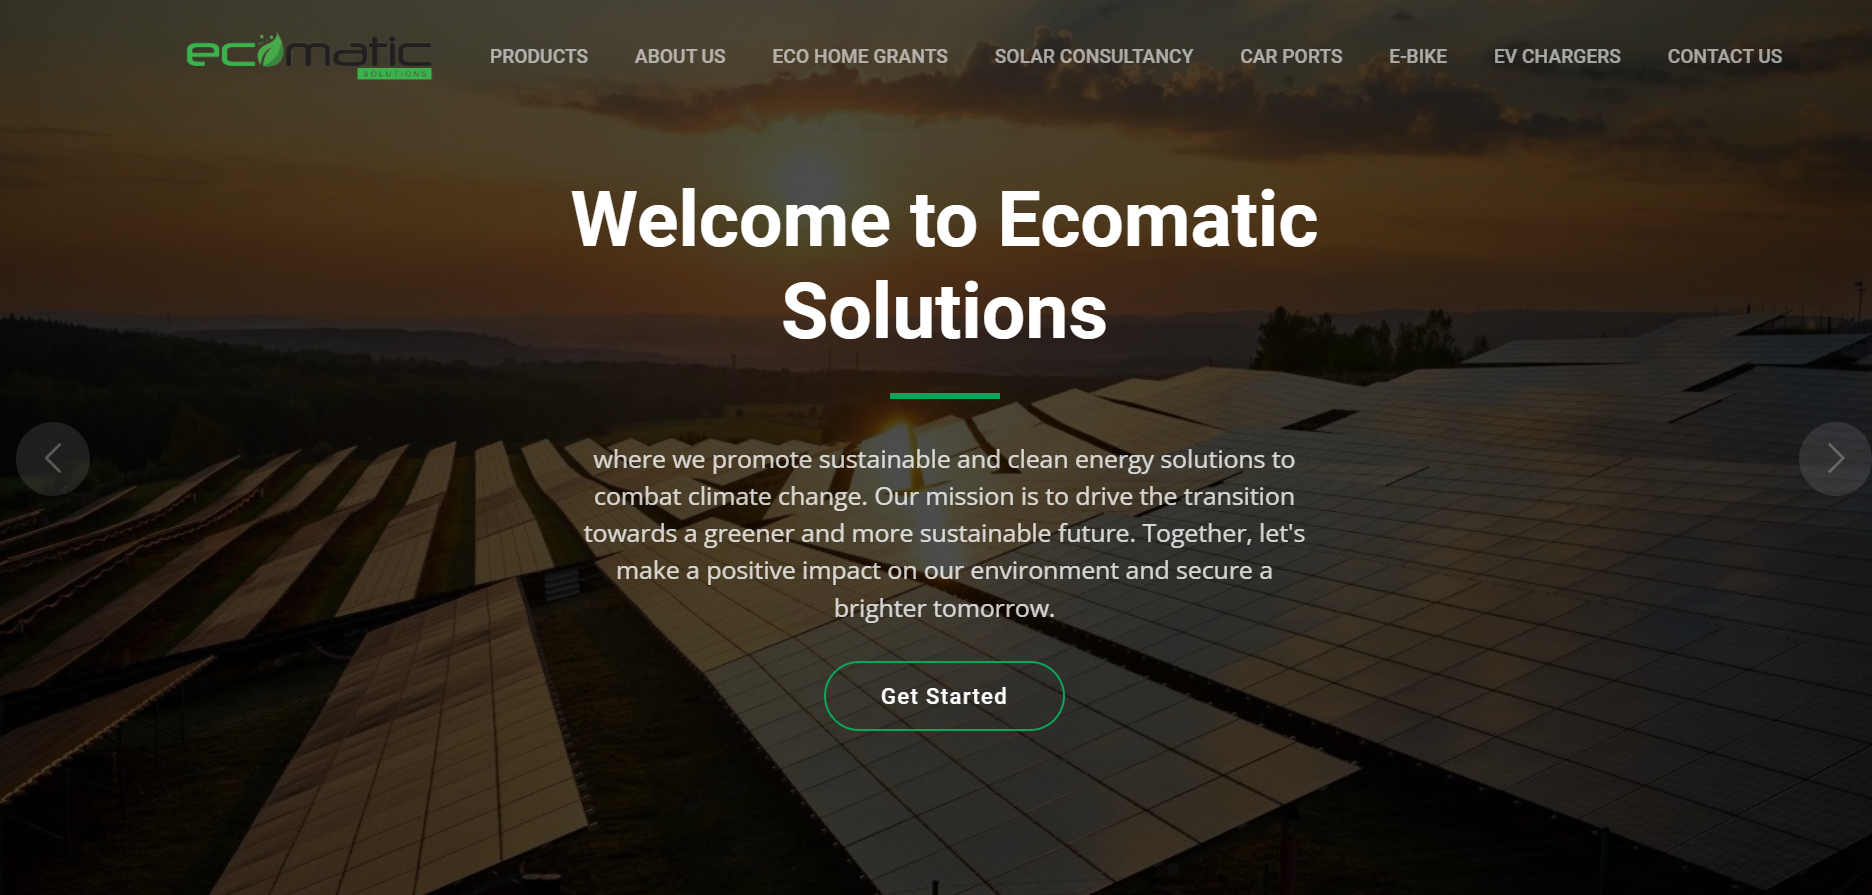 ecomatic
SOLUTIONS
PRODUCTS ABOUT US ECO HOME GRANTS SOLAR CONSULTANCY CAR PORTS E-BIKE EV CHARGERS CONTACT US
Welcome to Ecomatic
Solutions
where we promote sustainable and clean energy solutions to
combat climate change. Our mission is to drive the transition
towards a greener and more sustainable future. Together, let's
make a positive impact on our environment and secure a
brighter tomorrow.
Get Started